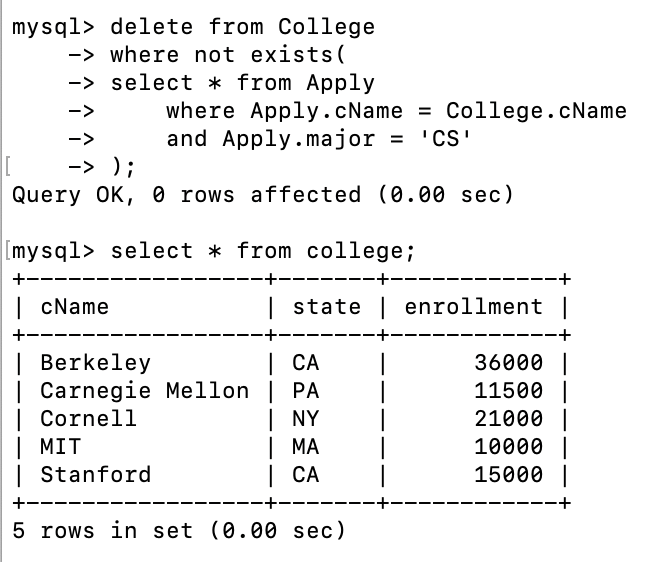 mysql> delete from College
    -> where not exists(
    -> select * from Apply
    ->     where Apply.cName = College.cName
    ->     and Apply.major = 'CS'
[    -> );
Query OK, 0 rows affected (0.00 sec)
[mysql> select * from college;
+-----------------+-------+------------+
| cName           | state | enrollment |
+-----------------+-------+------------+
| Berkeley        | CA    |      36000 |
| Carnegie Mellon | PA    |      11500 |
| Cornell         | NY    |      21000 |
| MIT             | MA    |      10000 |
| Stanford        | CA    |      15000 |
+-----------------+-------+------------+
5 rows in set (0.00 sec)